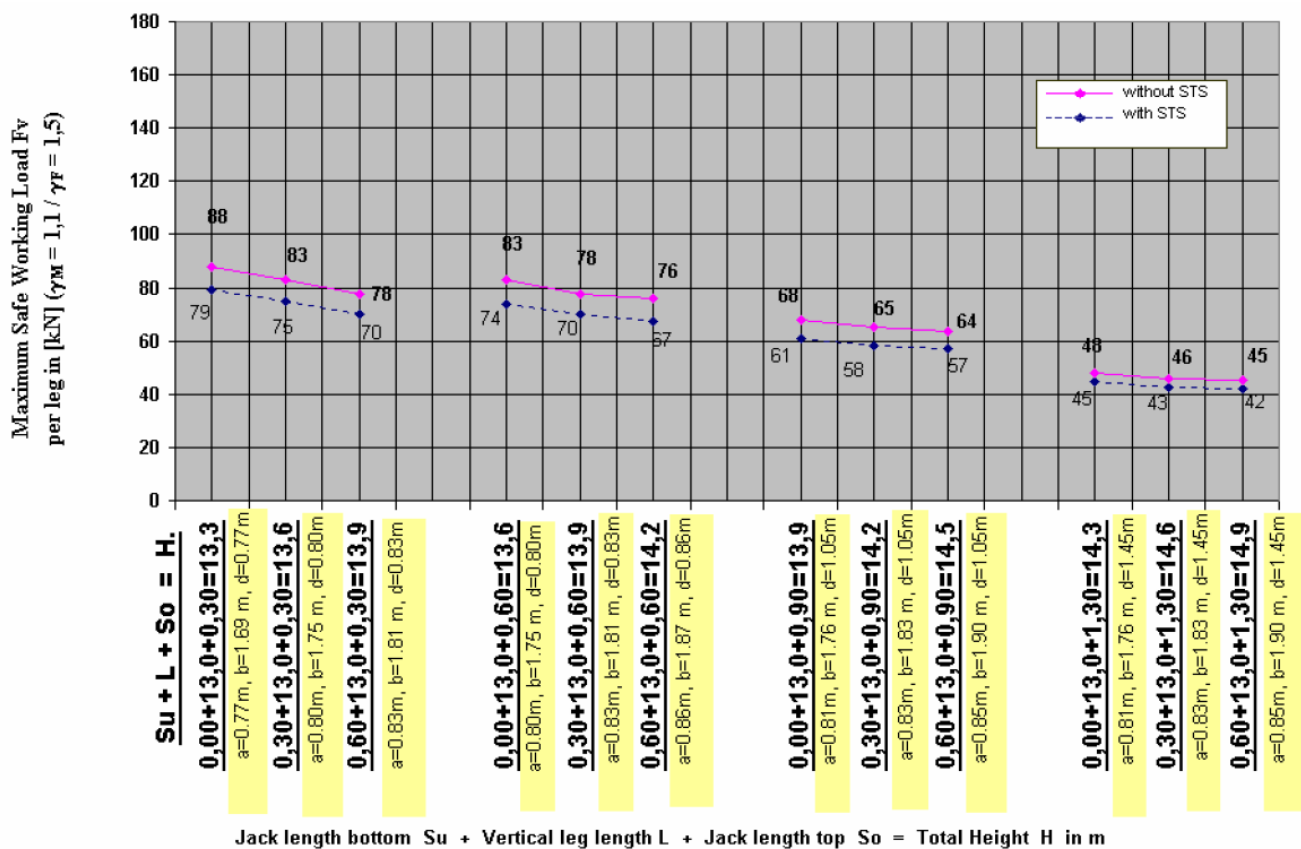 180
160
140
120
100
80
60
40
20
0
Maximum Safe Working Load Fv
per leg in [kN] (γM = 1,1 / γF = 1,5)
without STS
with STS
88
83
78
79
75
70
83
78
76
74
70
67
68
65
64
61
58
57
48
46
45
45
43
42
Su + L + So = H.
0,00+13,0+0,30=13,3
a=0.77m, b=1.69 m, d=0.77m
0,30+13,0+0,30=13,6
a=0.80m, b=1.75 m, d=0.80m
0,60+13,0+0,30=13,9
a=0.83m, b=1.81 m, d=0.83m
0,00+13,0+0,60=13,6
a=0.80m, b=1.75 m, d=0.80m
0,30+13,0+0,60=13,9
a=0.83m, b=1.81 m, d=0.83m
0,60+13,0+0,60=14,2
a=0.86m, b=1.87 m, d=0.86m
0,00+13,0+0,90=13,9
a=0.81m, b=1.76 m, d=1.05m
0,30+13,0+0,90=14,2
a=0.83m, b=1.83 m, d=1.05m
0,60+13,0+0,90=14,5
a=0.85m, b=1.90 m, d=1.05m
0,00+13,0+1,30=14,3
a=0.81m, b=1.76 m, d=1.45m
0,30+13,0+1,30=14,6
a=0.83m, b=1.83 m, d=1.45m
0,60+13,0+1,30=14,9
a=0.85m, b=1.90 m, d=1.45m
Jack length bottom Su + Vertical leg length L + Jack length top So = Total Height H in m